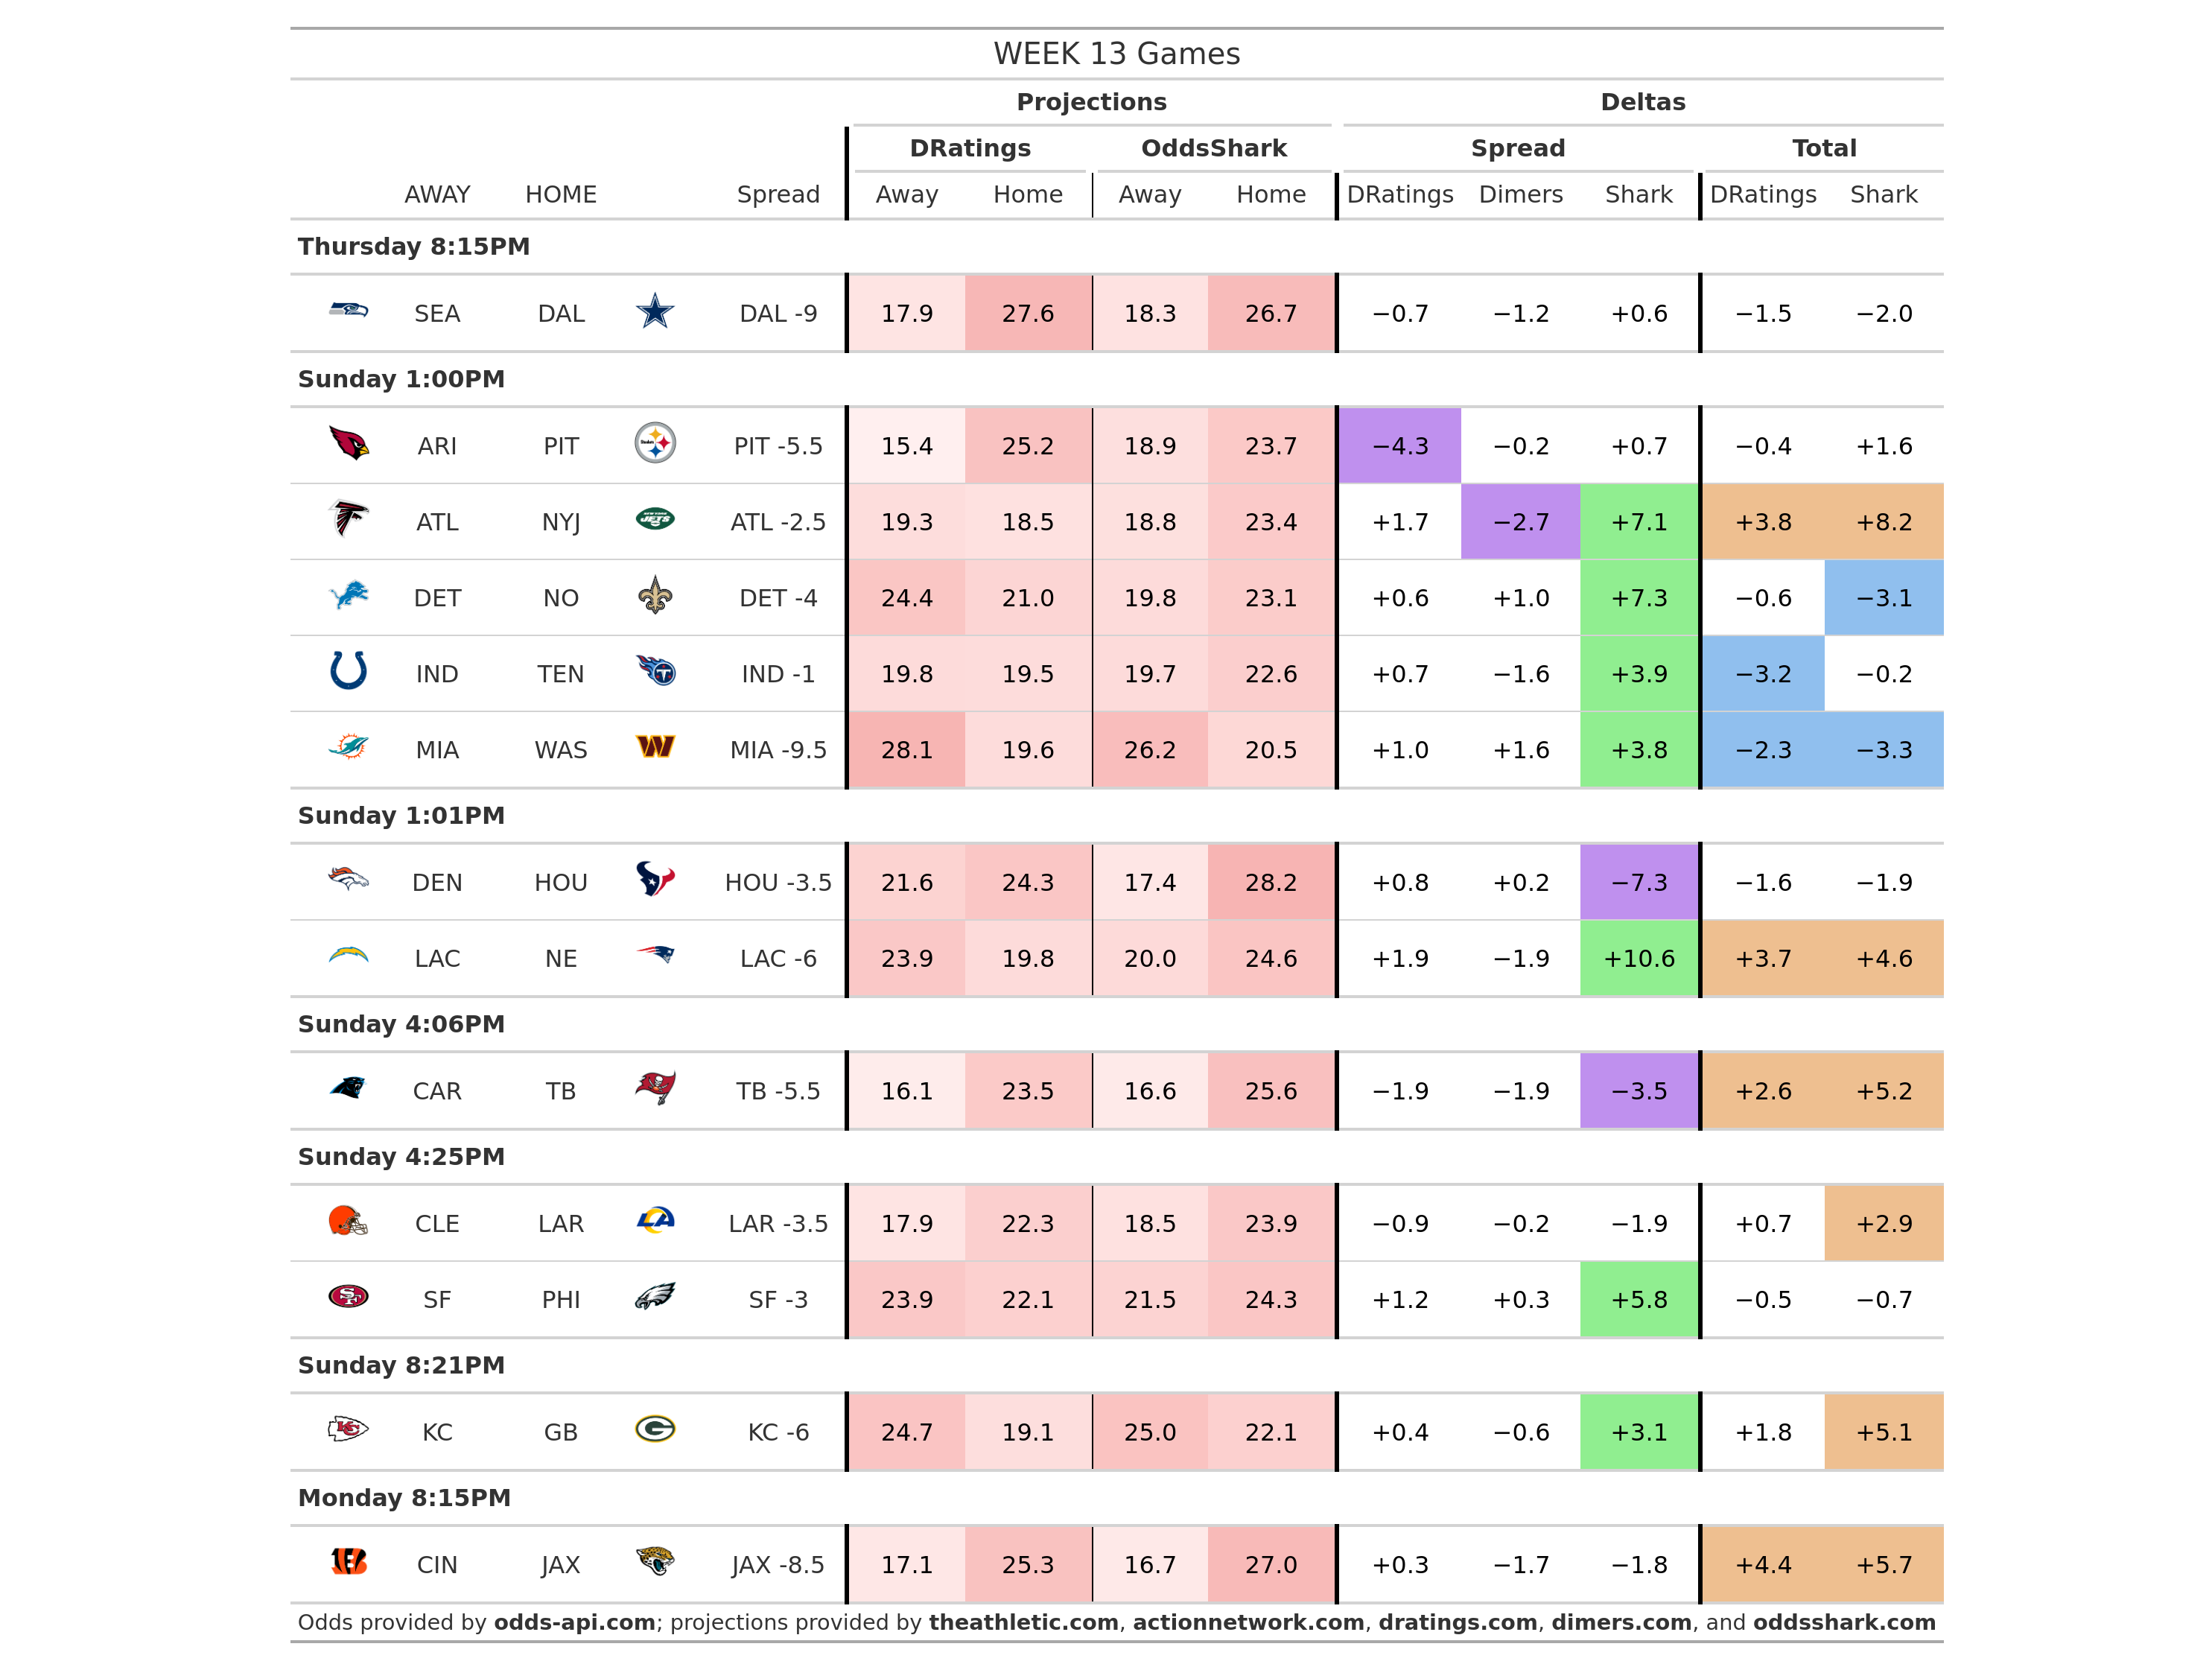 WEEK 13 Games
Projections Deltas
DRatings OddsShark Spread Total
AWAY HOME Spread Away Home Away Home DRatings Dimers Shark DRatings Shark
Thursday 8:15PM
SEA DAL DAL -9 17.9 27.6 18.3 26.7 −0.7 −1.2 +0.6 −1.5 −2.0
Sunday 1:00PM
ARI PIT PIT -5.5 15.4 25.2 18.9 23.7 −4.3 −0.2 +0.7 −0.4 +1.6
ATL NYJ ATL -2.5 19.3 18.5 18.8 23.4 +1.7 −2.7 +7.1 +3.8 +8.2
DET NO DET -4 24.4 21.0 19.8 23.1 +0.6 +1.0 +7.3 −0.6 −3.1
IND TEN IND -1 19.8 19.5 19.7 22.6 +0.7 −1.6 +3.9 −3.2 −0.2
MIA WAS MIA -9.5 28.1 19.6 26.2 20.5 +1.0 +1.6 +3.8 −2.3 −3.3
Sunday 1:01PM
DEN HOU HOU -3.5 21.6 24.3 17.4 28.2 +0.8 +0.2 −7.3 −1.6 −1.9
LAC NE LAC -6 23.9 19.8 20.0 24.6 +1.9 −1.9 +10.6 +3.7 +4.6
Sunday 4:06PM
CAR TB TB -5.5 16.1 23.5 16.6 25.6 −1.9 −1.9 −3.5 +2.6 +5.2
Sunday 4:25PM
CLE LAR LAR -3.5 17.9 22.3 18.5 23.9 −0.9 −0.2 −1.9 +0.7 +2.9
SF PHI SF -3 23.9 22.1 21.5 24.3 +1.2 +0.3 +5.8 −0.5 −0.7
Sunday 8:21PM
KC GB KC -6 24.7 19.1 25.0 22.1 +0.4 −0.6 +3.1 +1.8 +5.1
Monday 8:15PM
CIN JAX JAX -8.5 17.1 25.3 16.7 27.0 +0.3 −1.7 −1.8 +4.4 +5.7
Odds provided by odds-api.com; projections provided by theathletic.com, actionnetwork.com, dratings.com, dimers.com, and oddsshark.com